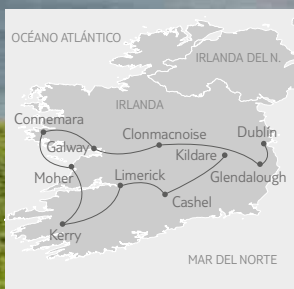 OCÉANO ATLÁNTICO
IRLANDA DEL N.
IRLANDA
Connemara
Clonmacnoise
Dublín
Galway
Kildare
Moher
Limerick
Glendalough
Cashel
Kerry
MAR DEL NORTE